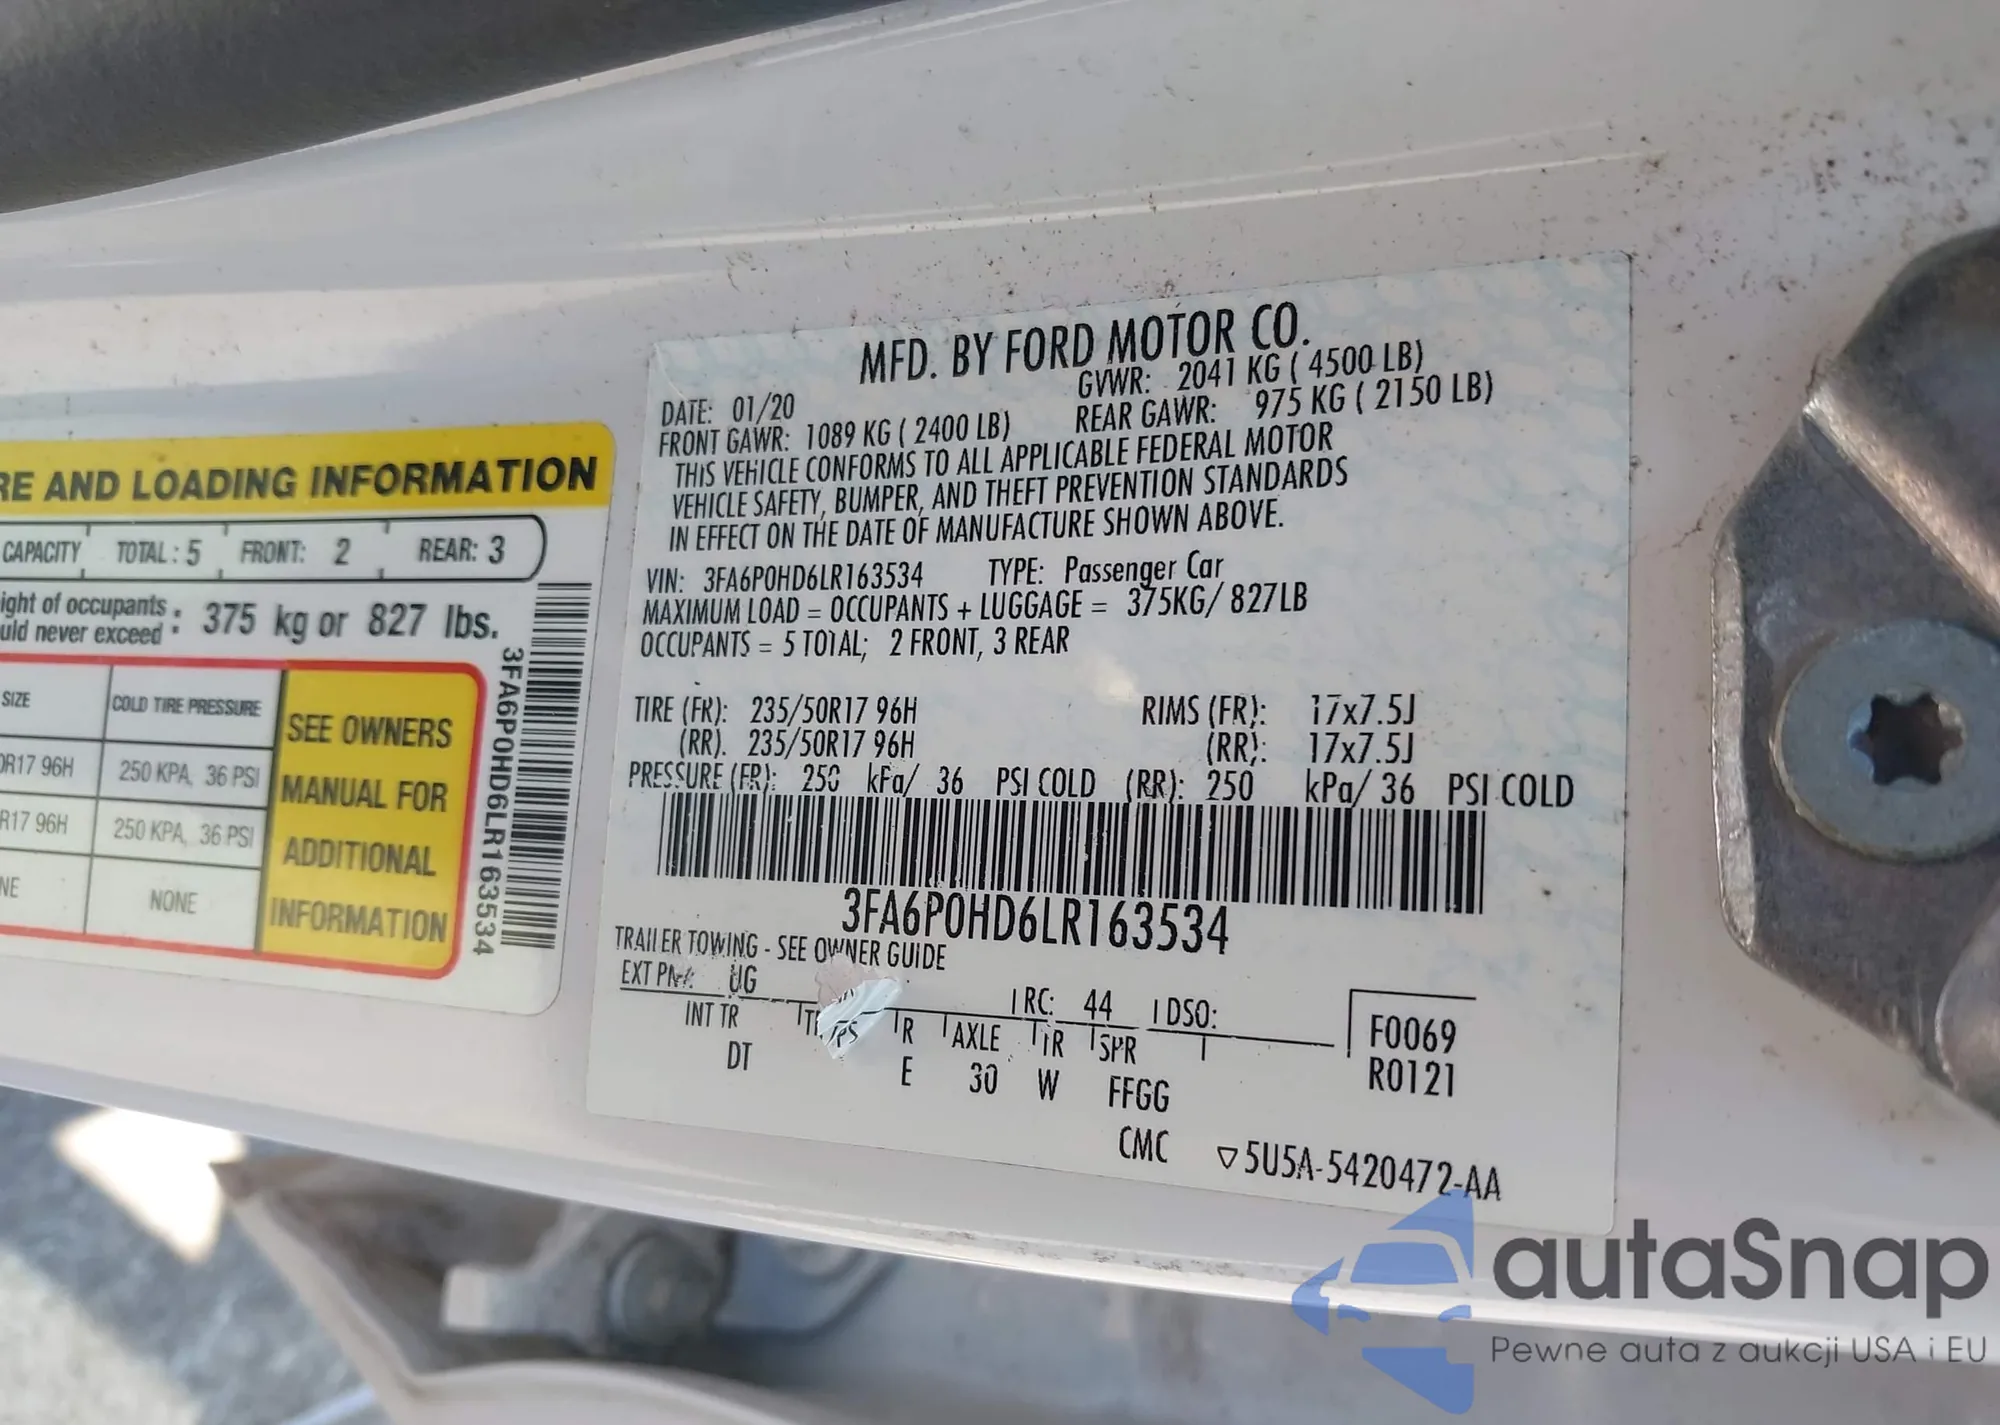 RE AND LOADING INFORMATION
CAPACITY TOTAL: 5 FRONT: 2 REAR: 3
ight of occupants :
uld never exceed : 375 kg or 827 lbs.
SIZE COLD TIRE PRESSURE
0R17 96H 250 KPA, 36 PSI
R17 96H 250 KPA, 36 PSI
NE NONE
SEE OWNERS
MANUAL FOR
ADDITIONAL
INFORMATION
3FA6P0HD6LR163534
MFD. BY FORD MOTOR CO.
DATE: 01/20 GVWR: 2041 KG ( 4500 LB)
FRONT GAWR: 1089 KG ( 2400 LB) REAR GAWR: 975 KG ( 2150 LB)
THIS VEHICLE CONFORMS TO ALL APPLICABLE FEDERAL MOTOR
VEHICLE SAFETY, BUMPER, AND THEFT PREVENTION STANDARDS
IN EFFECT ON THE DATE OF MANUFACTURE SHOWN ABOVE.
VIN: 3FA6P0HD6LR163534 TYPE: Passenger Car
MAXIMUM LOAD = OCCUPANTS + LUGGAGE = 375KG/ 827LB
OCCUPANTS = 5 TOTAL; 2 FRONT, 3 REAR
TIRE (FR): 235/50R17 96H RIMS (FR): 17x7.5J
(RR). 235/50R17 96H (RR): 17x7.5J
PRESSURE (FR): 250 kPa/ 36 PSI COLD (RR): 250 kPa/ 36 PSI COLD
3FA6P0HD6LR163534
TRAILER TOWING - SEE OWNER GUIDE
EXT PNT: UG RC: 44 DSO:
INT TR R AXLE TR SPR
DT E 30 W FFGG
F0069
R0121
CMC ▽5U5A-5420472-AA
autaSnap
Pewne auta z aukcji USA i EU